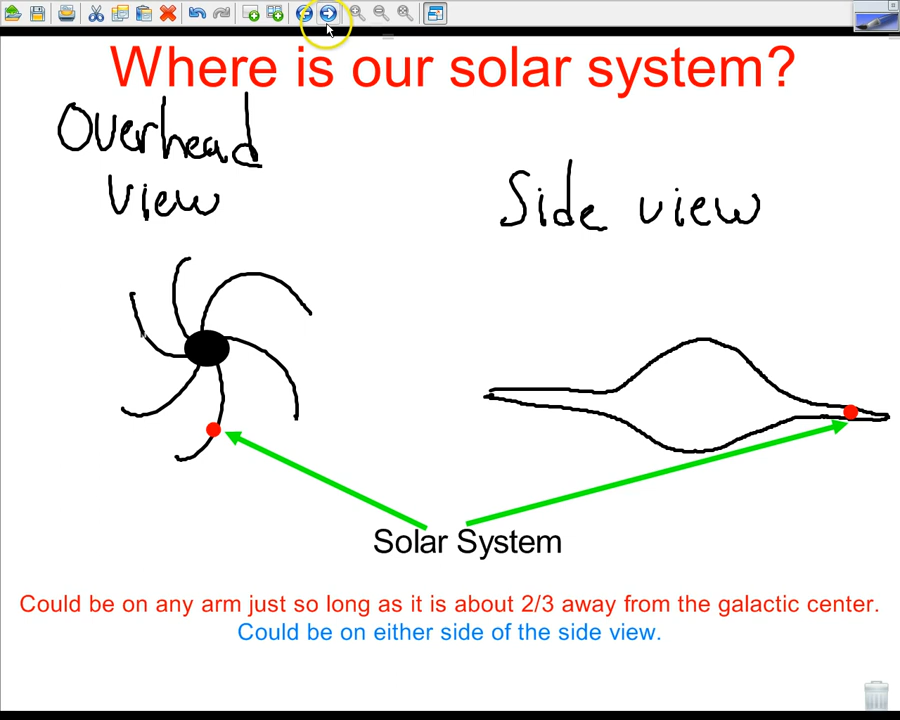 Where is our solar system?
Overhead
view
Side view
Solar System
Could be on any arm just so long as it is about 2/3 away from the galactic center.
Could be on either side of the side view.